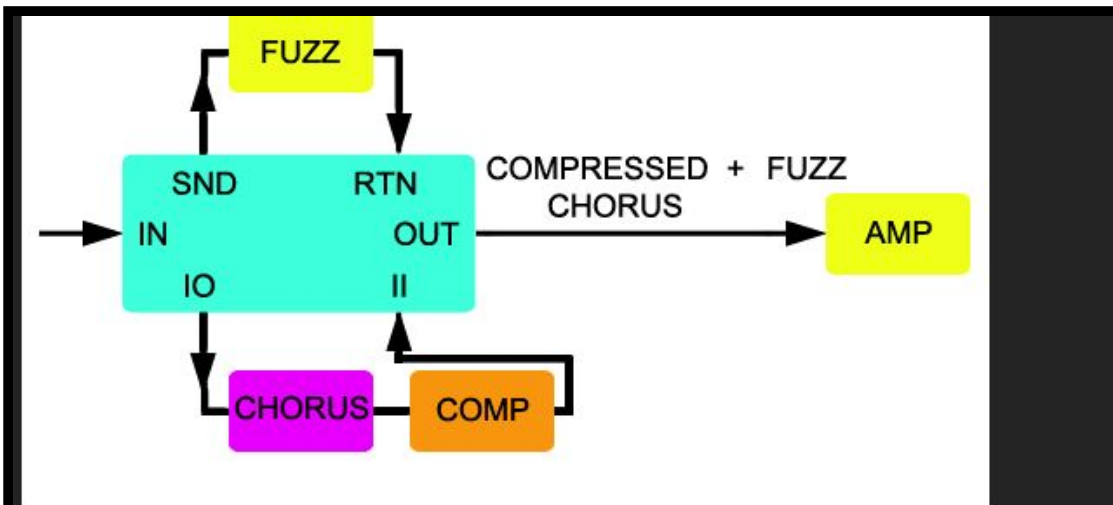 FUZZ
SND RTN
COMPRESSED + FUZZ
CHORUS
IN OUT
AMP
IO II
CHORUS COMP